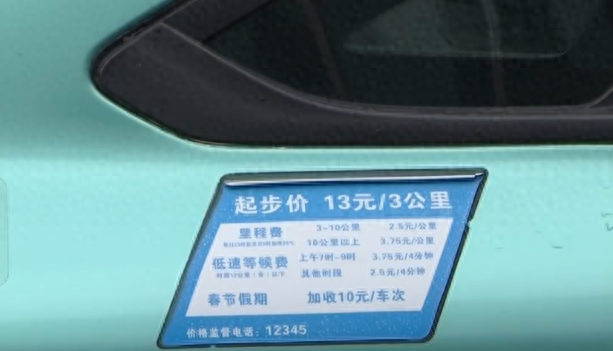 起步价 13元/3公里
里程费 3-10公里 2.5元/公里
10公里以上 3.75元/公里
低速等候费 上午7时-9时 3.75元/4分钟
其他时段 2.5元/4分钟
春节假期 加收10元/车次
价格监督电话：12345